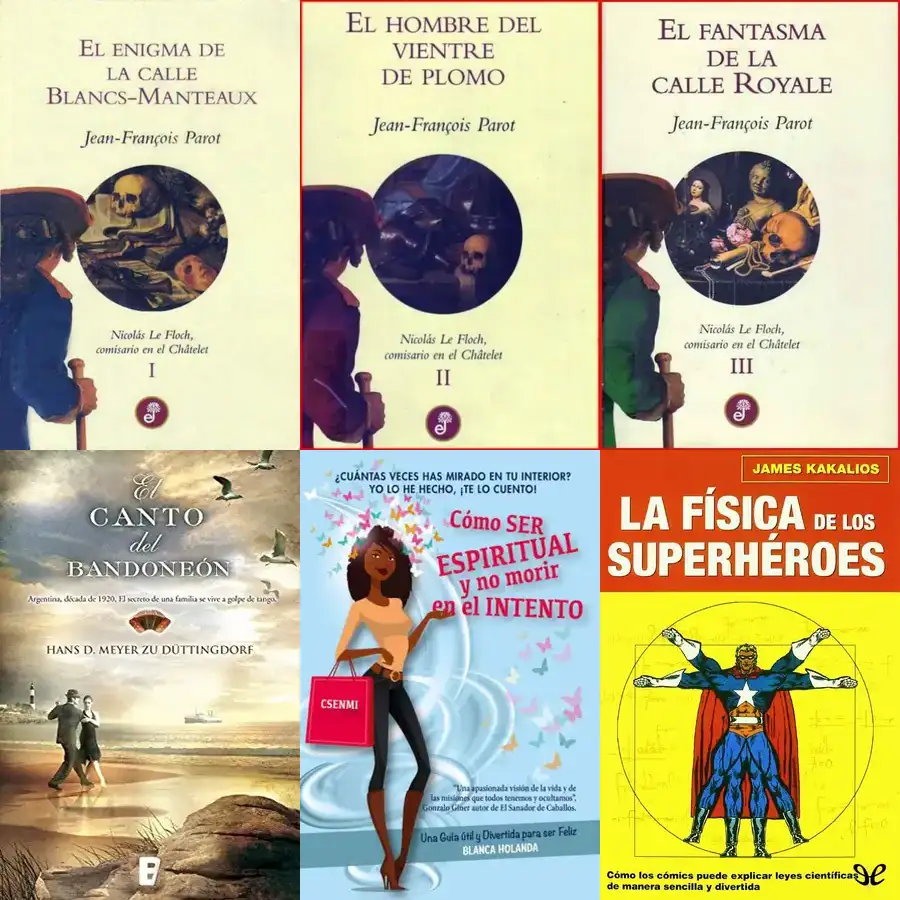 EL ENIGMA DE
LA CALLE
BLANCS-MANTEAUX
Jean-François Parot
Nicolás Le Floch,
comisario en el Châtelet
I
EL HOMBRE DEL
VIENTRE
DE PLOMO
Jean-François Parot
Nicolás Le Floch,
comisario en el Châtelet
II
EL FANTASMA
DE LA
CALLE ROYALE
Jean-François Parot
Nicolás Le Floch,
comisario en el Châtelet
III
El
CANTO
del
BANDONEÓN
Argentina, década de 1920, El secreto de una familia se vive a golpe de tango.
HANS D. MEYER ZU DÜTTINGDORF
B
¿CUÁNTAS VECES HAS MIRADO EN TU INTERIOR?
YO LO HE HECHO, ¡TE LO CUENTO!
Cómo SER
ESPIRITUAL
y no morir
en el INTENTO
CSENMI
"Una apasionada visión de la vida y de
las misiones que todos tenemos y ocultamos",
Gonzalo Giner autor de El Sanador de Caballos.
Una Guía útil y Divertida para ser Feliz
BLANCA HOLANDA
JAMES KAKALIOS
LA FÍSICA DE LOS
SUPERHÉROES
Cómo los cómics puede explicar leyes científicas
de manera sencilla y divertida